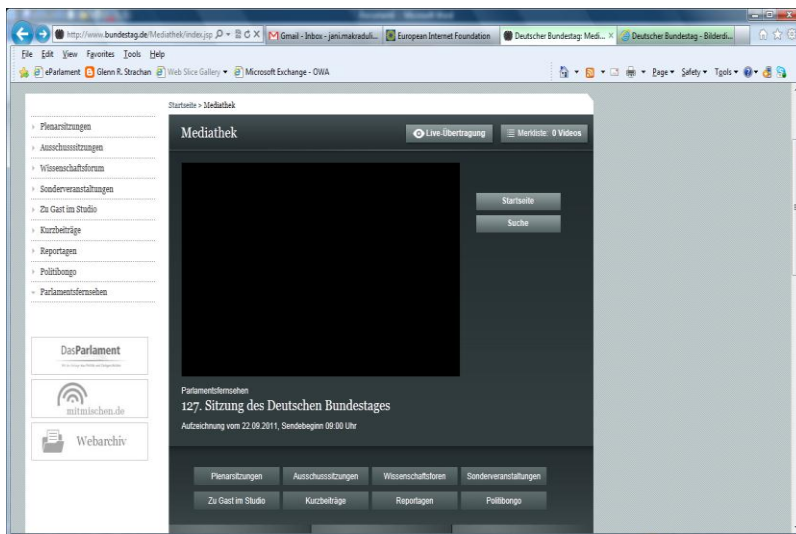 http://www.bundestag.de/Mediathek/index.jsp
Gmail - Inbox - jani.makraduli...
European Internet Foundation
Deutscher Bundestag: Medi...
Deutscher Bundestag - Bilderdi...
File Edit View Favorites Tools Help
eParlament Glenn R. Strachan Web Slice Gallery Microsoft Exchange - OWA
Page Safety Tools
Startseite > Mediathek
Plenarsitzungen
Ausschusssitzungen
Wissenschaftsforum
Sonderveranstaltungen
Zu Gast im Studio
Kurzbeiträge
Reportagen
Politibongo
Parlamentsfernsehen
DasParlament
mitmischen.de
Webarchiv
Mediathek
Live-Übertragung
Merkliste: 0 Videos
Startseite
Suche
Parlamentsfernsehen
127. Sitzung des Deutschen Bundestages
Aufzeichnung vom 22.09.2011, Sendebeginn 09:00 Uhr
Plenarsitzungen Ausschusssitzungen Wissenschaftsforen Sonderveranstaltungen
Zu Gast im Studio Kurzbeiträge Reportagen Politibongo